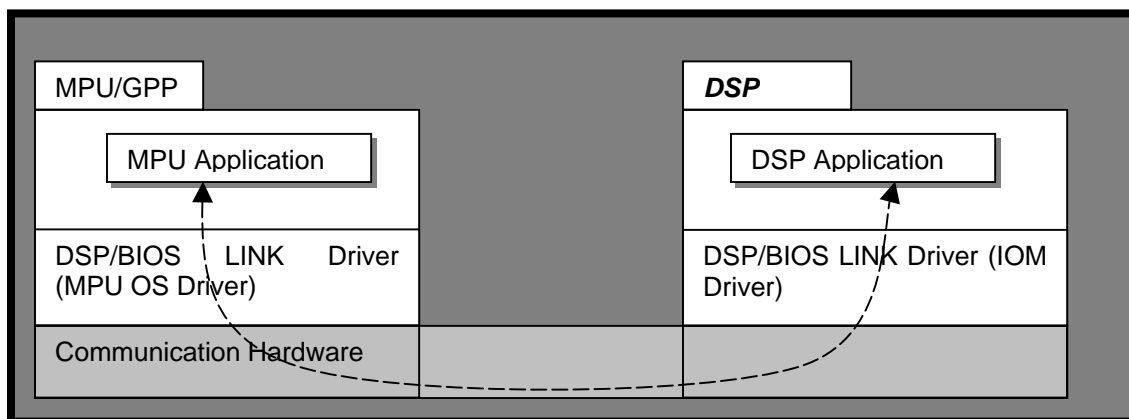 MPU/GPP
MPU Application
DSP/BIOS LINK Driver
(MPU OS Driver)
Communication Hardware
DSP
DSP Application
DSP/BIOS LINK Driver (IOM
Driver)